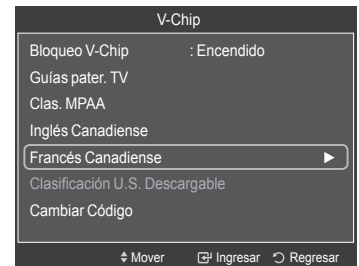 V-Chip
Bloqueo V-Chip : Encendido
Guías pater. TV
Clas. MPAA
Inglés Canadiense
Francés Canadiense ►
Clasificación U.S. Descargable
Cambiar Código
Mover Ingresar Regresar